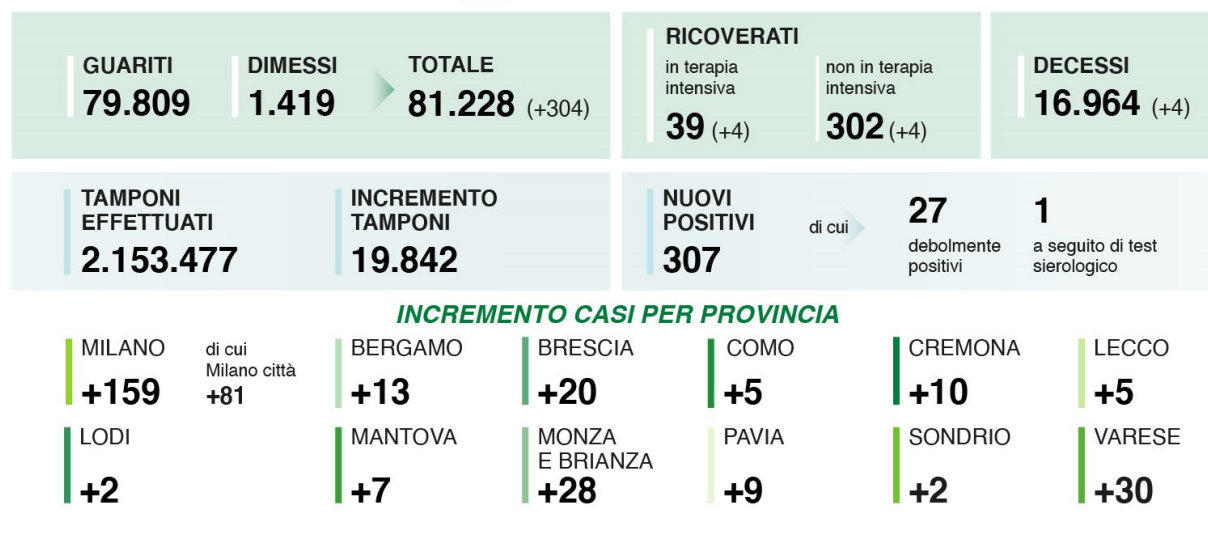 GUARITI
79.809
DIMESSI
1.419
TOTALE
81.228 (+304)
RICOVERATI
in terapia
intensiva
39 (+4)
non in terapia
intensiva
302 (+4)
DECESSI
16.964 (+4)
TAMPONI
EFFETTUATI
2.153.477
INCREMENTO
TAMPONI
19.842
NUOVI
POSITIVI
307
di cui
27
debolmente
positivi
1
a seguito di test
sierologico
INCREMENTO CASI PER PROVINCIA
MILANO
+159
di cui
Milano città
+81
BERGAMO
+13
BRESCIA
+20
COMO
+5
CREMONA
+10
LECCO
+5
LODI
+2
MANTOVA
+7
MONZA
E BRIANZA
+28
PAVIA
+9
SONDRIO
+2
VARESE
+30